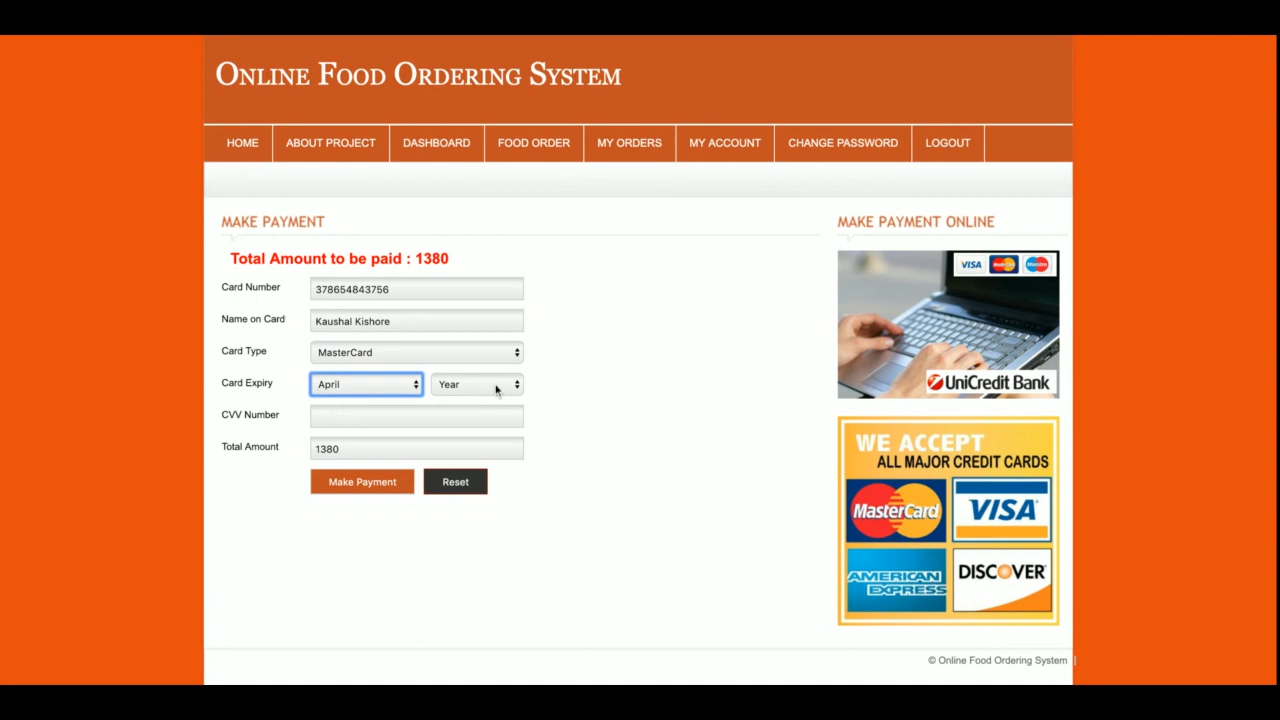 ONLINE FOOD ORDERING SYSTEM
HOME ABOUT PROJECT DASHBOARD FOOD ORDER MY ORDERS MY ACCOUNT CHANGE PASSWORD LOGOUT
MAKE PAYMENT
Total Amount to be paid : 1380
Card Number 378654843756
Name on Card Kaushal Kishore
Card Type MasterCard
Card Expiry April Year
CVV Number
Total Amount 1380
Make Payment Reset
MAKE PAYMENT ONLINE
VISA MasterCard Maestro
UniCredit Bank
WE ACCEPT
ALL MAJOR CREDIT CARDS
MasterCard VISA
AMERICAN EXPRESS DISCOVER
© Online Food Ordering System |